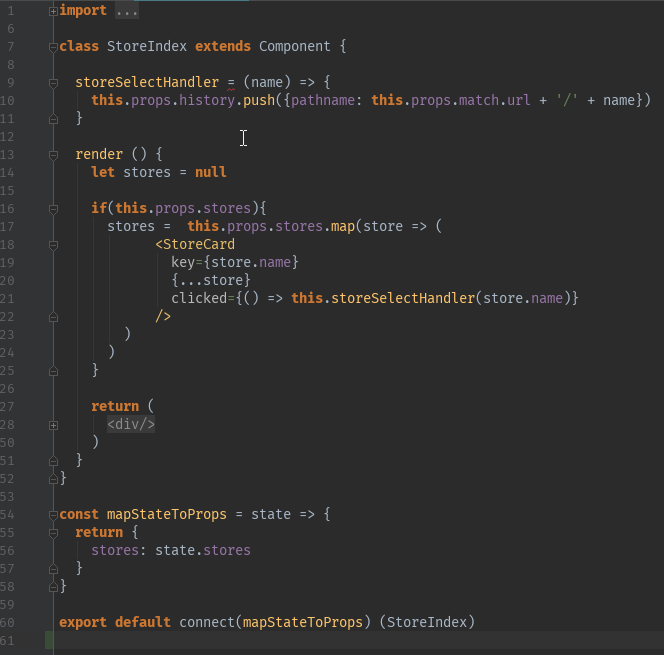 1 import ...
6
7 class StoreIndex extends Component {
8
9   storeSelectHandler = (name) => {
10     this.props.history.push({pathname: this.props.match.url + '/' + name})
11   }
12
13   render () {
14     let stores = null
15
16     if(this.props.stores){
17       stores =  this.props.stores.map(store => (
18             <StoreCard
19               key={store.name}
20               {...store}
21               clicked={() => this.storeSelectHandler(store.name)}
22             />
23         )
24       )
25     }
26
27     return (
28       <div/>
50     )
51   }
52 }
53
54 const mapStateToProps = state => {
55   return {
56     stores: state.stores
57   }
58 }
59
60 export default connect(mapStateToProps) (StoreIndex)
61